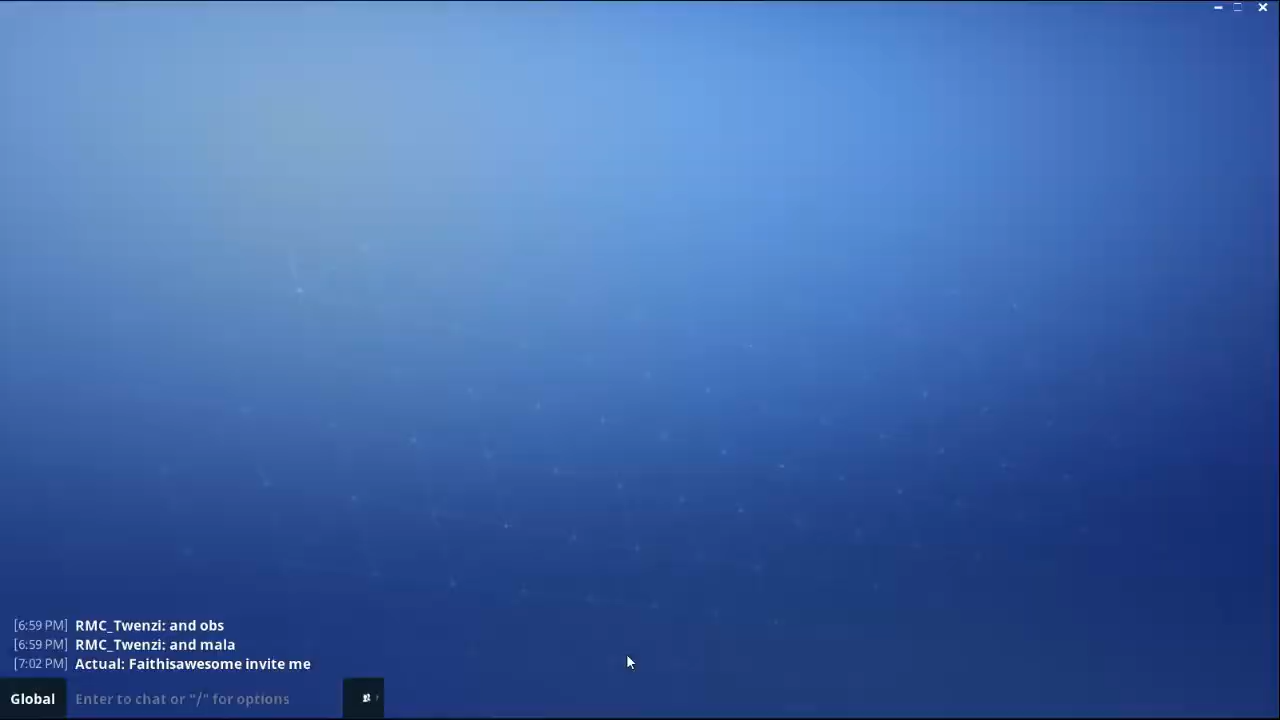 [6:59 PM] RMC_Twenzi: and obs
[6:59 PM] RMC_Twenzi: and mala
[7:02 PM] Actual: Faithisawesome invite me
Global Enter to chat or "/" for options